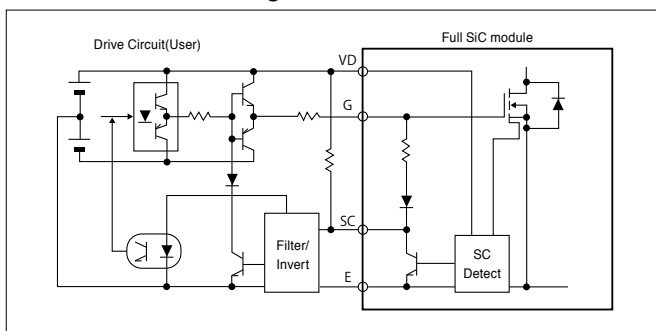 Drive Circuit(User)
Full SiC module
VD
G
SC
Filter/
Invert
SC
Detect
E